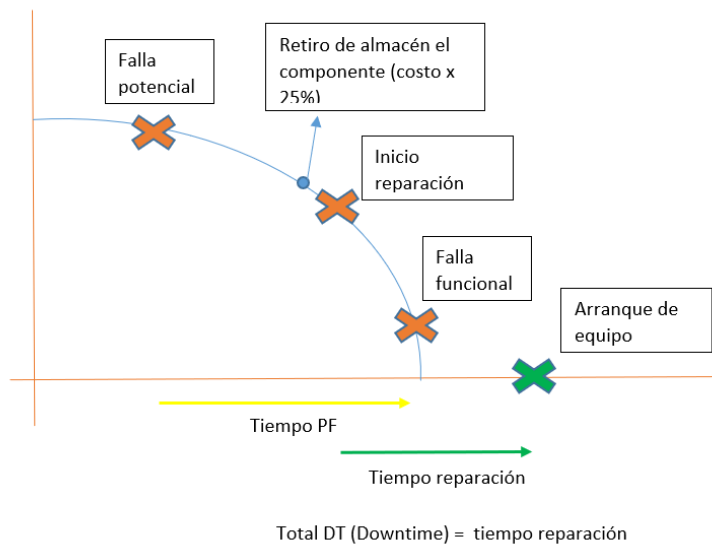 Falla
potencial
Retiro de almacén el
componente (costo x
25%)
Inicio
reparación
Falla
funcional
Arranque de
equipo
Tiempo PF
Tiempo reparación
Total DT (Downtime) = tiempo reparación